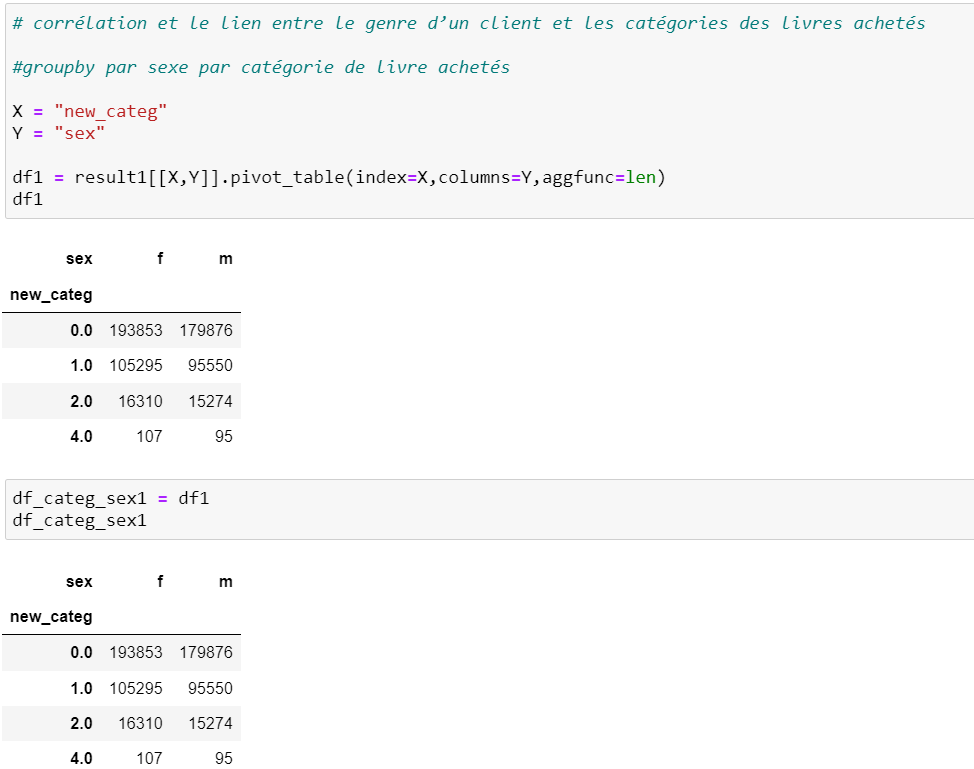 # corrélation et le lien entre le genre d’un client et les catégories des livres achetés
#groupby par sexe par catégorie de livre achetés
X = "new_categ"
Y = "sex"
df1 = result1[[X,Y]].pivot_table(index=X,columns=Y,aggfunc=len)
df1
sex f m
new_categ
0.0 193853 179876
1.0 105295 95550
2.0 16310 15274
4.0 107 95
df_categ_sex1 = df1
df_categ_sex1
sex f m
new_categ
0.0 193853 179876
1.0 105295 95550
2.0 16310 15274
4.0 107 95